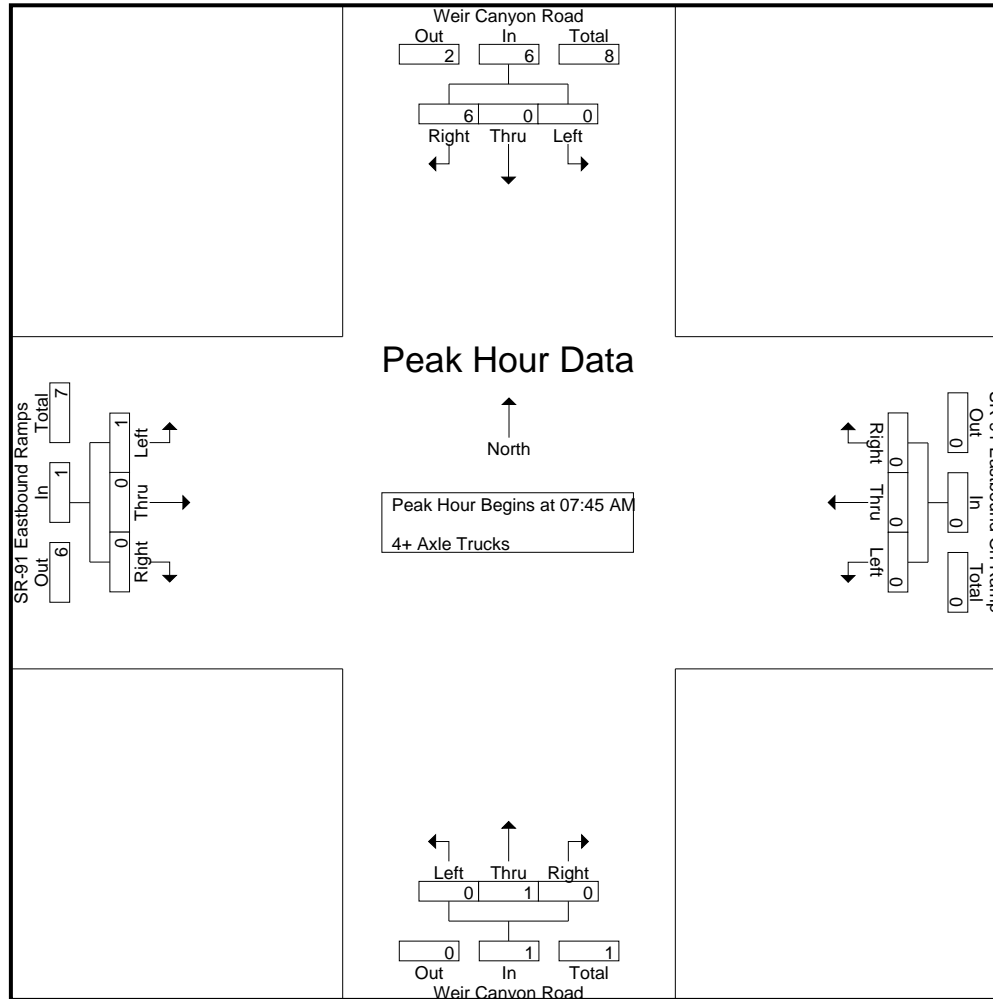 Weir Canyon Road
Out In Total
2 6 8
6 0 0
Right Thru Left
Peak Hour Data
North
Peak Hour Begins at 07:45 AM
4+ Axle Trucks
SR-91 Eastbound Ramps
Total In Out
7 1 6
1 0 0
Left Thru Right
Right Thru Left
0 0 0
0 0 0
Out In Total
Left Thru Right
0 1 0
0 1 1
Out In Total
Weir Canyon Road